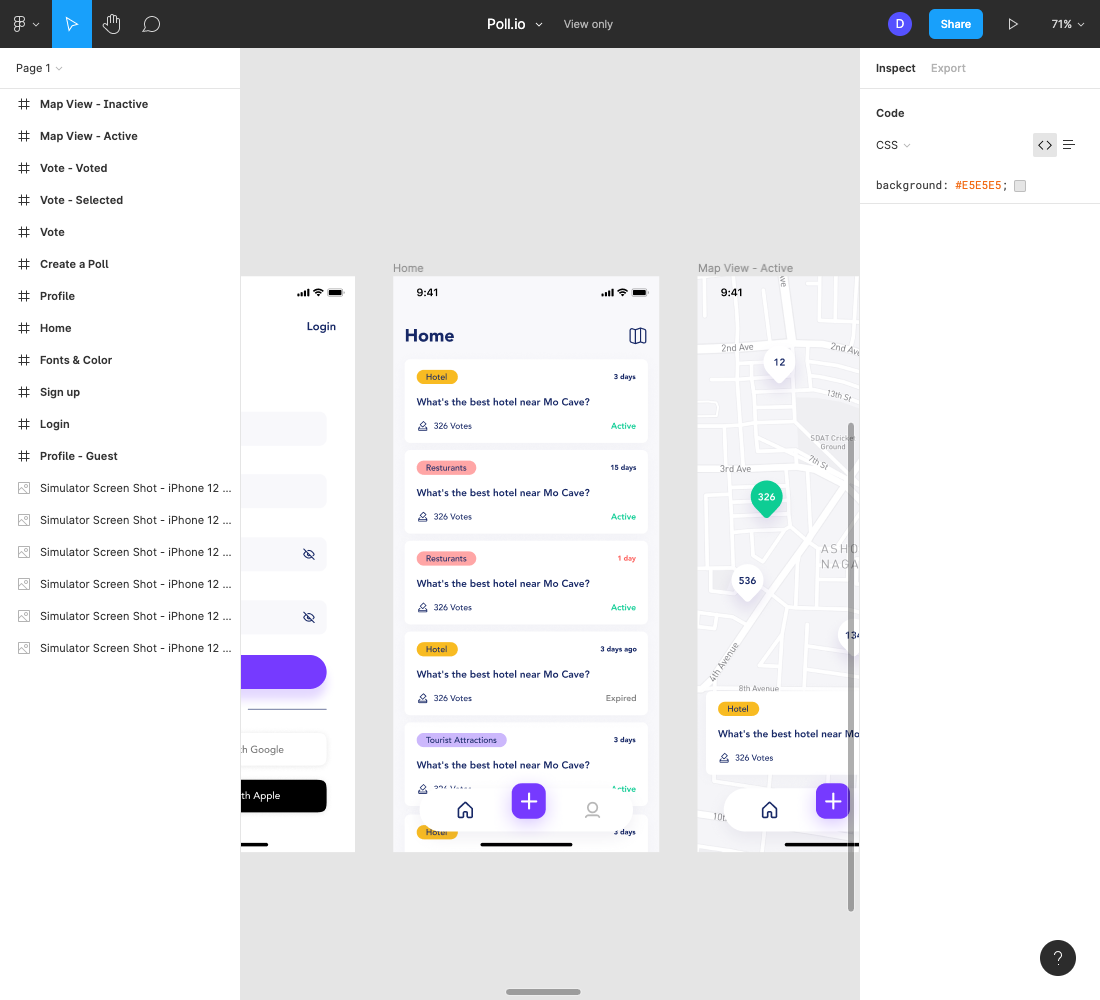 Poll.io
View only
D
Share
71%
Page 1
Map View - Inactive
Map View - Active
Vote - Voted
Vote - Selected
Vote
Create a Poll
Profile
Home
Fonts & Color
Sign up
Login
Profile - Guest
Simulator Screen Shot - iPhone 12 ...
Simulator Screen Shot - iPhone 12 ...
Simulator Screen Shot - iPhone 12 ...
Simulator Screen Shot - iPhone 12 ...
Simulator Screen Shot - iPhone 12 ...
Simulator Screen Shot - iPhone 12 ...
Login
th Google
th Apple
Home
9:41
Home
Hotel
3 days
What's the best hotel near Mo Cave?
326 Votes
Active
Resturants
15 days
What's the best hotel near Mo Cave?
326 Votes
Active
Resturants
1 day
What's the best hotel near Mo Cave?
326 Votes
Active
Hotel
3 days ago
What's the best hotel near Mo Cave?
326 Votes
Expired
Tourist Attractions
3 days
What's the best hotel near Mo Cave?
326 Votes
Active
Hotel
3 days
Map View - Active
9:41
2nd Ave
2nd Ave
12
13th St
SDAT Cricket
Ground
7th St
3rd Ave
326
ASHO
NAGA
536
134
4th Avenue
8th Avenue
Hotel
What's the best hotel near Mo
326 Votes
Inspect
Export
Code
CSS
background: #E5E5E5;
?